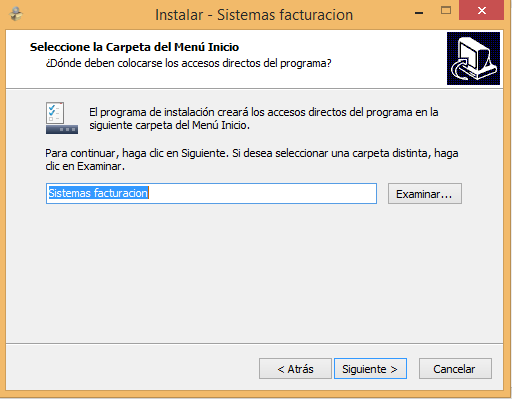 Instalar - Sistemas facturacion
Seleccione la Carpeta del Menú Inicio
¿Dónde deben colocarse los accesos directos del programa?
El programa de instalación creará los accesos directos del programa en la
siguiente carpeta del Menú Inicio.
Para continuar, haga clic en Siguiente. Si desea seleccionar una carpeta distinta, haga
clic en Examinar.
Sistemas facturacion
Examinar...
< Atrás
Siguiente >
Cancelar